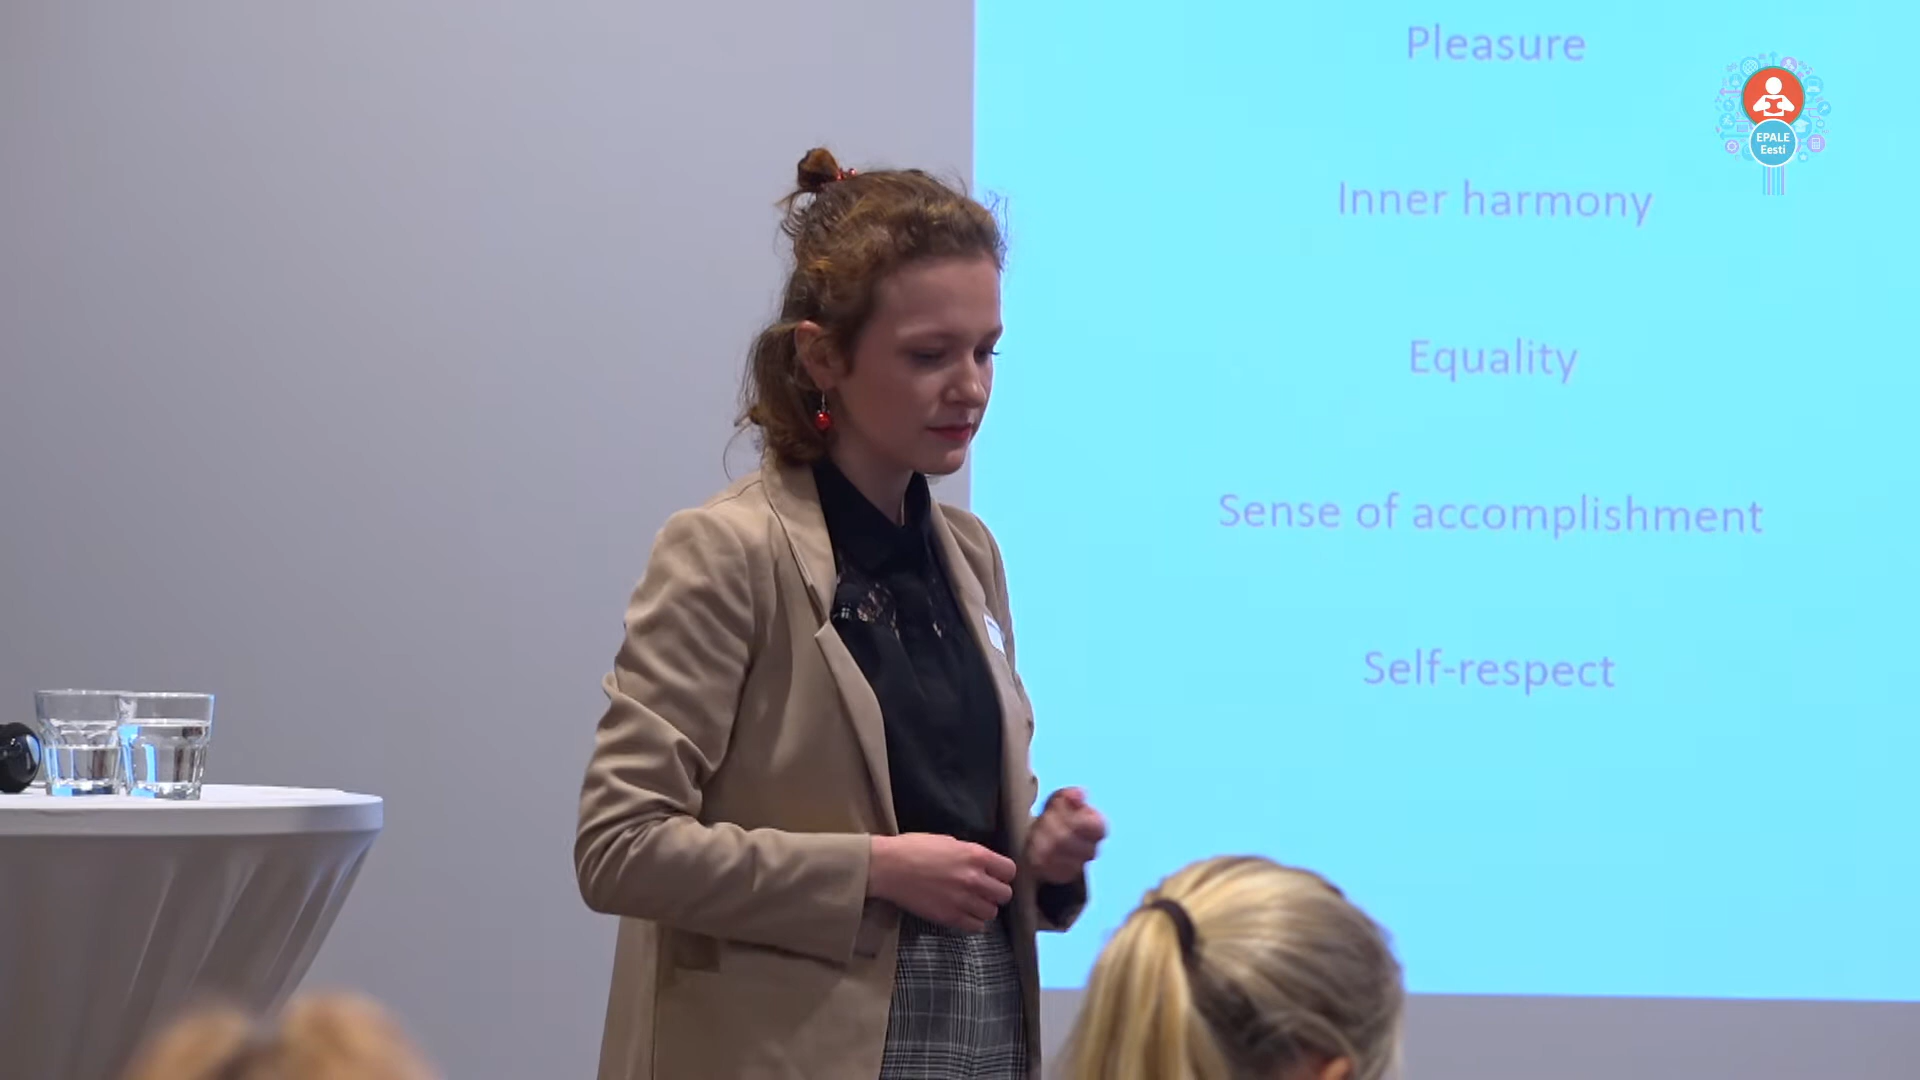 Pleasure
EPALE
Eesti
Inner harmony
Equality
Sense of accomplishment
Self-respect